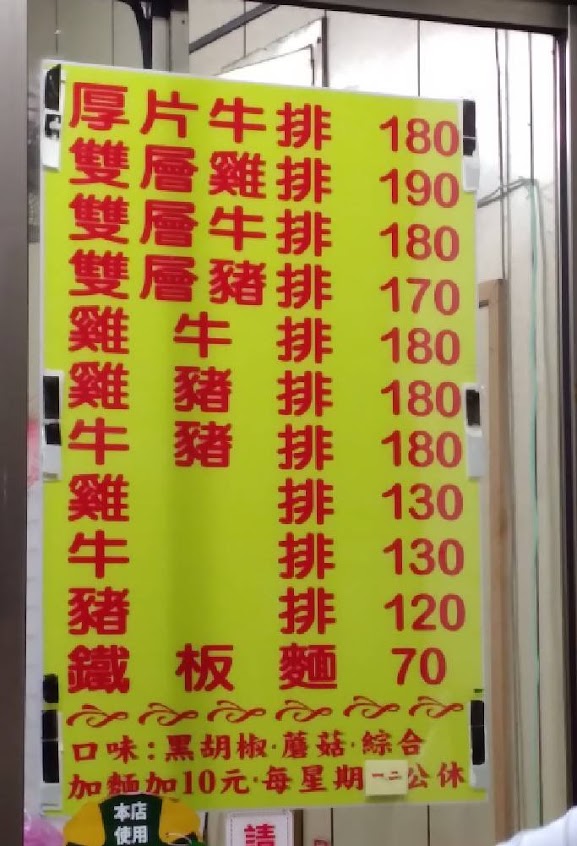 厚片牛排 180
雙層雞排 190
雙層牛排 180
雙層豬排 170
雞牛排 180
雞豬排 180
牛豬排 180
雞排 130
牛排 130
豬排 120
鐵板麵 70
口味:黑胡椒·蘑菇·綜合
加麵加10元·每星期一二公休
本店
使用
請